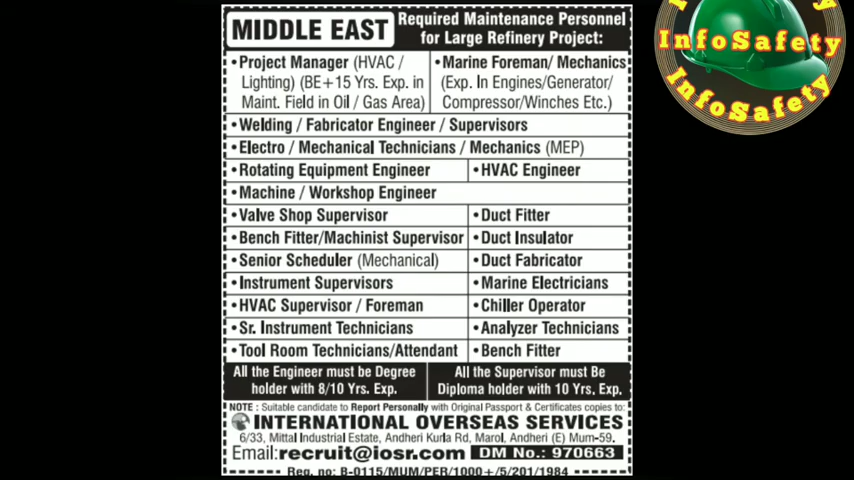 MIDDLE EAST
Required Maintenance Personnel
for Large Refinery Project:
•Project Manager (HVAC /
Lighting) (BE+15 Yrs. Exp. in
Maint. Field in Oil / Gas Area)
•Marine Foreman/ Mechanics
(Exp. In Engines/Generator/
Compressor/Winches Etc.)
•Welding / Fabricator Engineer / Supervisors
•Electro / Mechanical Technicians / Mechanics (MEP)
•Rotating Equipment Engineer •HVAC Engineer
•Machine / Workshop Engineer
•Valve Shop Supervisor •Duct Fitter
•Bench Fitter/Machinist Supervisor •Duct Insulator
•Senior Scheduler (Mechanical) •Duct Fabricator
•Instrument Supervisors •Marine Electricians
•HVAC Supervisor / Foreman •Chiller Operator
•Sr. Instrument Technicians •Analyzer Technicians
•Tool Room Technicians/Attendant •Bench Fitter
All the Engineer must be Degree
holder with 8/10 Yrs. Exp.
All the Supervisor must Be
Diploma holder with 10 Yrs. Exp.
NOTE : Suitable candidate to Report Personally with Original Passport & Certificates copies to:
INTERNATIONAL OVERSEAS SERVICES
6/33, Mittal Industrial Estate, Andheri Kurla Rd, Marol, Andheri (E) Mum-59.
Email:recruit@iosr.com DM No.: 970663
Reg. no: B-0115/MUM/PER/1000+/5/201/1984
InfoSafety
InfoSafety